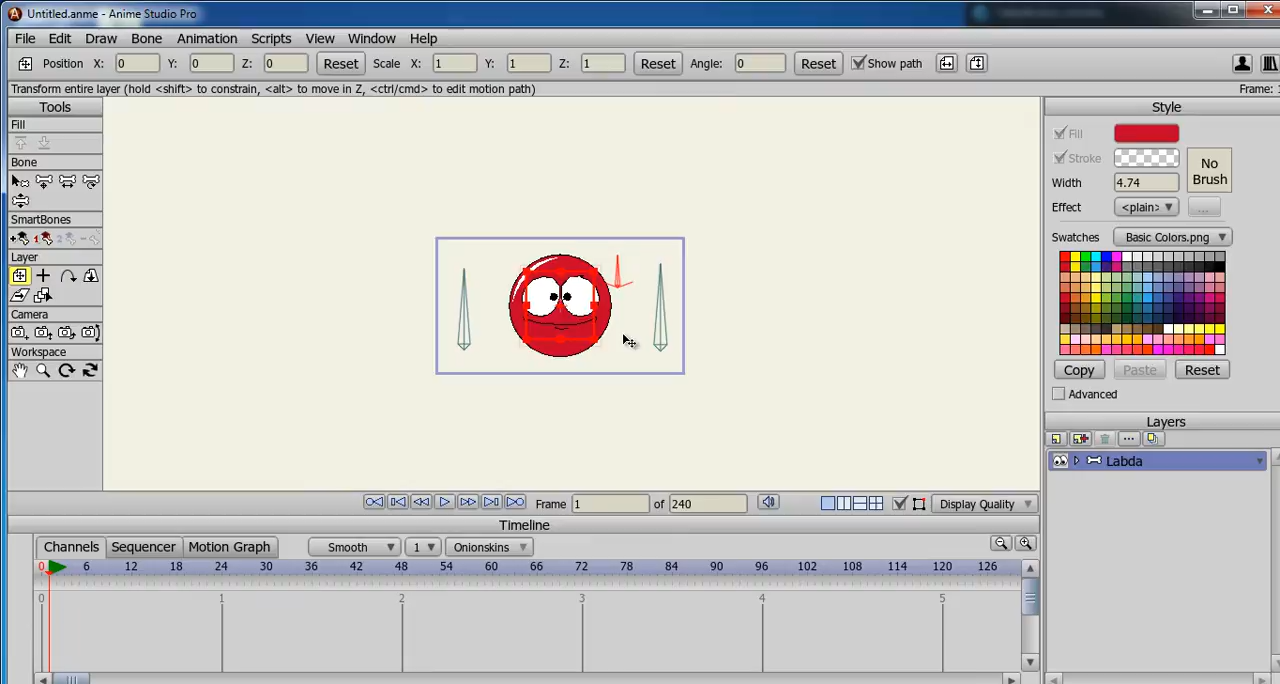 Untitled.anme - Anime Studio Pro
File Edit Draw Bone Animation Scripts View Window Help
Position X: 0 Y: 0 Z: 0 Reset Scale X: 1 Y: 1 Z: 1 Reset Angle: 0 Reset Show path
Transform entire layer (hold <shift> to constrain, <alt> to move in Z, <ctrl/cmd> to edit motion path) Frame: 1
Tools
Fill
Bone
SmartBones
Layer
Camera
Workspace
Style
Fill
Stroke
No Brush
Width 4.74
Effect <plain> ...
Swatches Basic Colors.png
Copy Paste Reset
Advanced
Layers
Labda
Frame 1 of 240 Display Quality
Timeline
Channels Sequencer Motion Graph Smooth 1 Onionskins
0 6 12 18 24 30 36 42 48 54 60 66 72 78 84 90 96 102 108 114 120 126
0 1 2 3 4 5